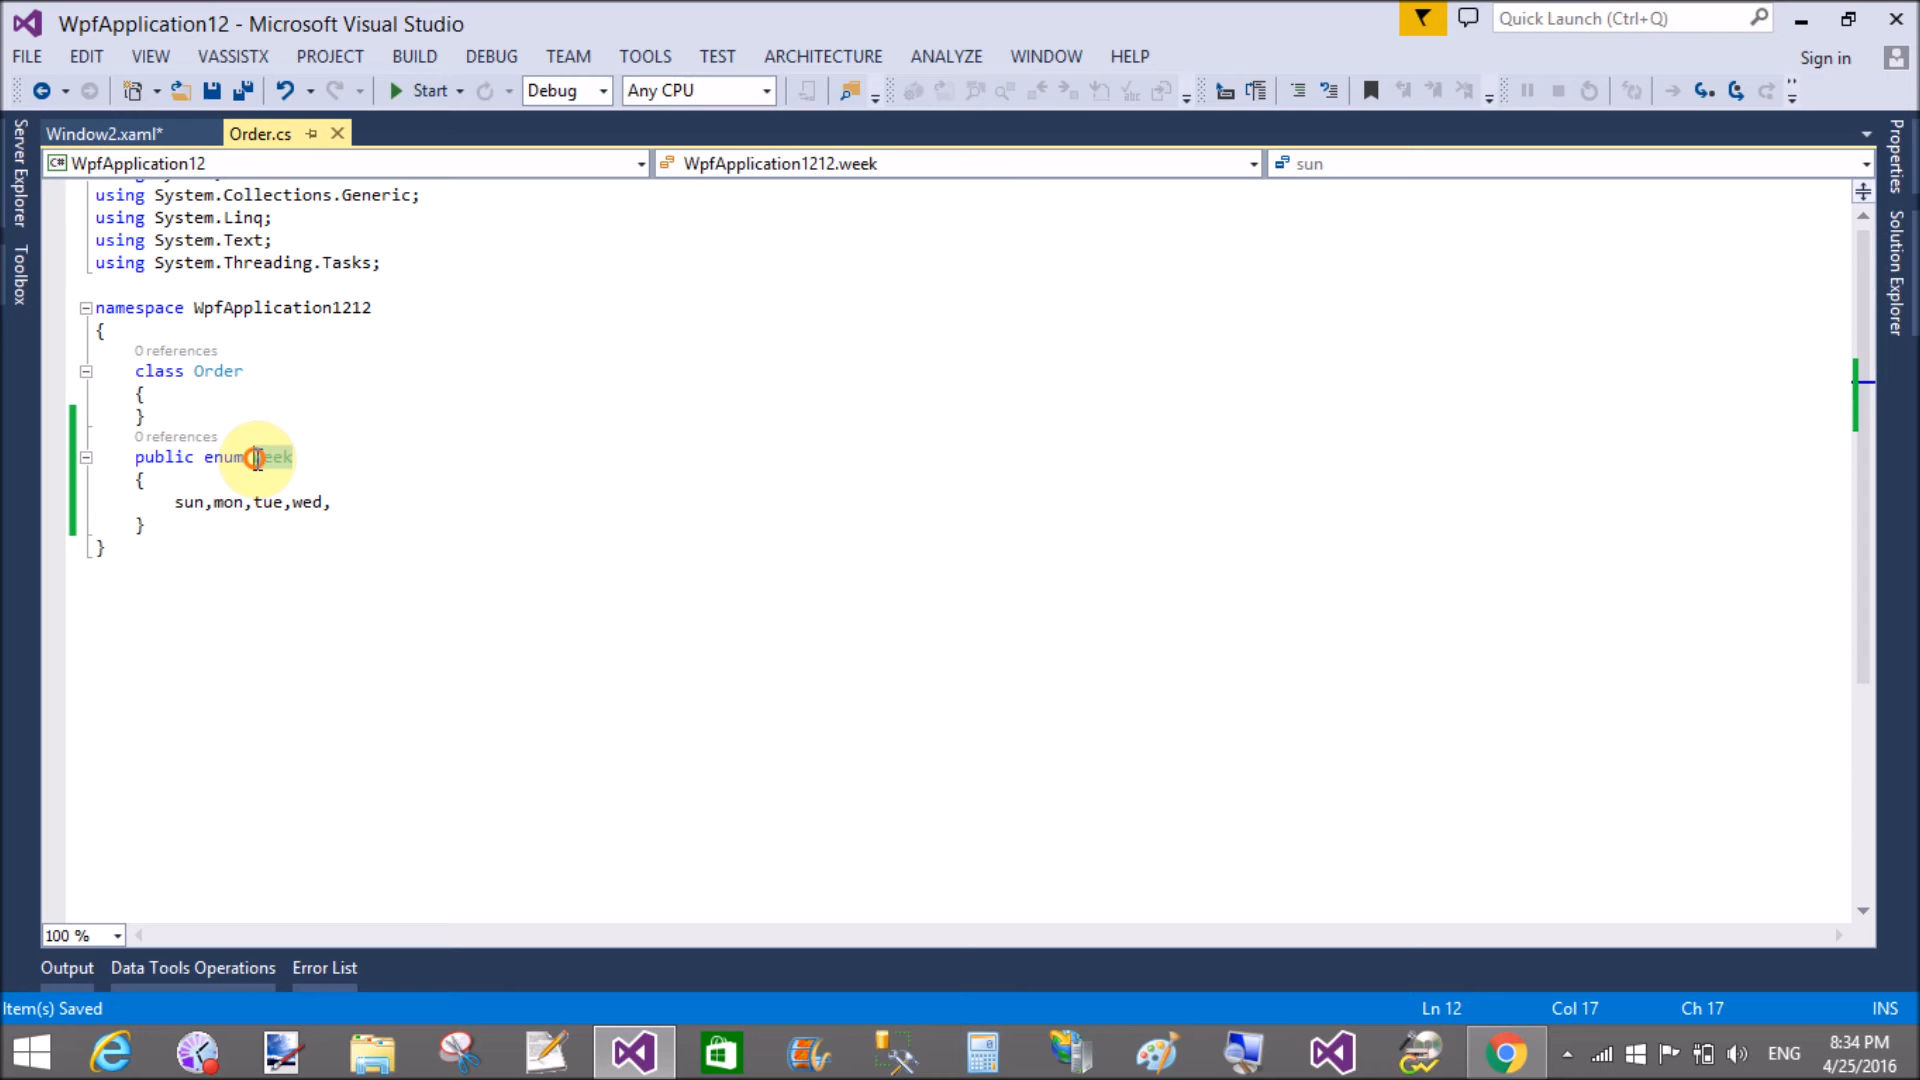 WpfApplication12 - Microsoft Visual Studio
Quick Launch (Ctrl+Q)
FILE EDIT VIEW VASSISTX PROJECT BUILD DEBUG TEAM TOOLS TEST ARCHITECTURE ANALYZE WINDOW HELP
Sign in
Start Debug Any CPU
Server Explorer
Toolbox
Window2.xaml* Order.cs
C# WpfApplication12 WpfApplication1212.week sun
Properties
Solution Explorer
using System.Collections.Generic;
using System.Linq;
using System.Text;
using System.Threading.Tasks;
namespace WpfApplication1212
{
0 references
class Order
{
}
0 references
public enum week
{
sun,mon,tue,wed,
}
}
100 %
Output Data Tools Operations Error List
Item(s) Saved Ln 12 Col 17 Ch 17 INS
ENG
8:34 PM
4/25/2016